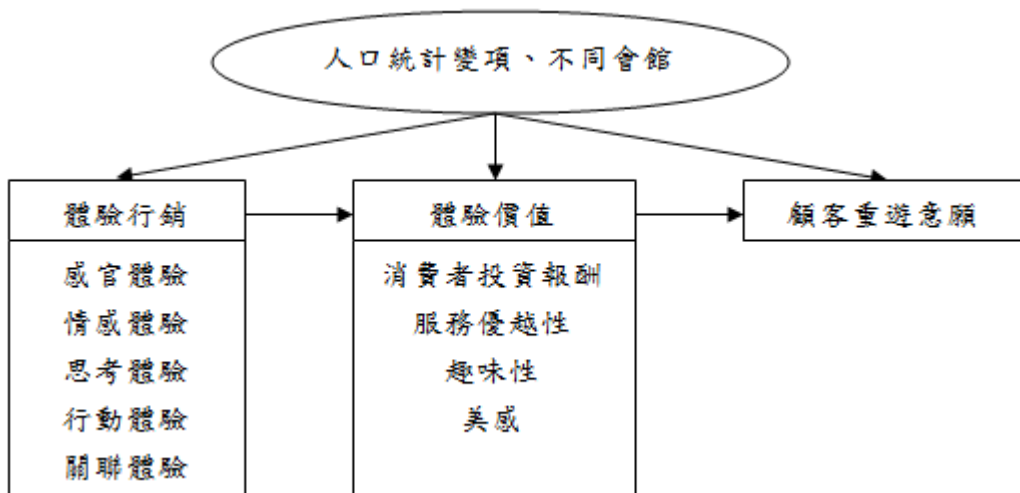 人口統計變項、不同會館
體驗行銷
感官體驗
情感體驗
思考體驗
行動體驗
關聯體驗
體驗價值
消費者投資報酬
服務優越性
趣味性
美感
顧客重遊意願